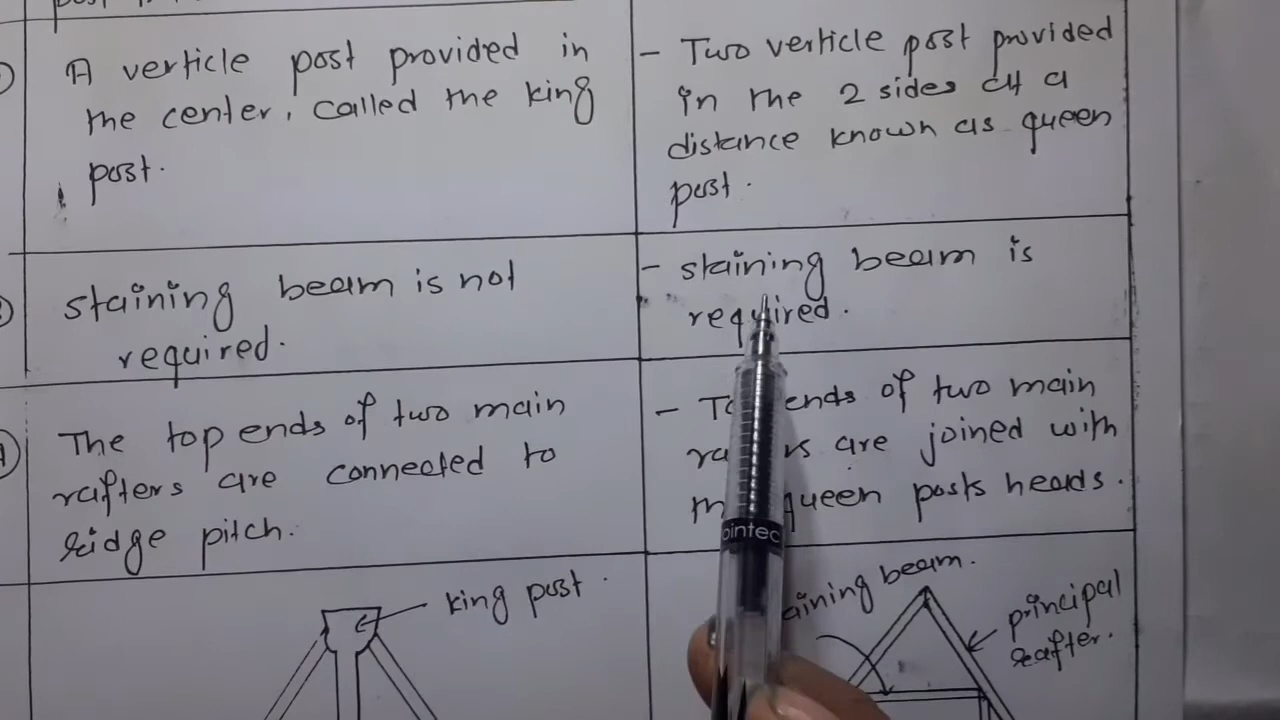 A verticle post provided in
the center, called the king
post.
- Two verticle post provided
in the 2 sides at a
distance known as queen
post.
staining beam is not
required.
- staining beam is
required.
The top ends of two main
rafters are connected to
ridge pitch.
- ends of two main
are joined with
queen posts heads.
king post.
beam.
principal
rafter.
pintec